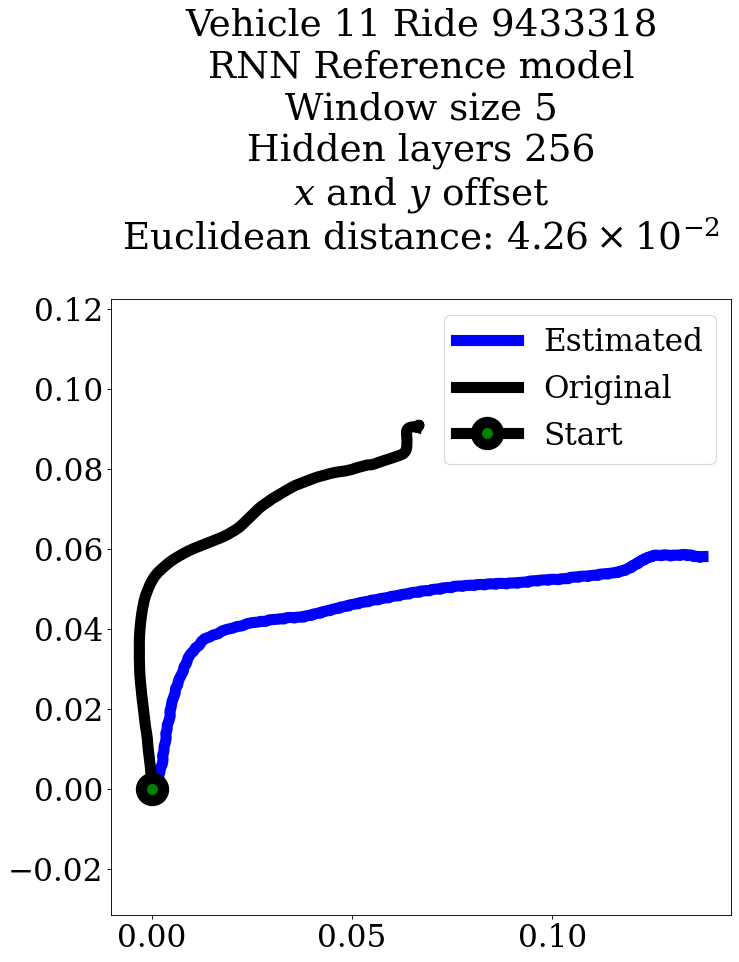 Vehicle 11 Ride 9433318
RNN Reference model
Window size 5
Hidden layers 256
x and y offset
Euclidean distance: 4.26 × 10⁻²
0.12
0.10
0.08
0.06
0.04
0.02
0.00
−0.02
Estimated
Original
Start
0.00 0.05 0.10